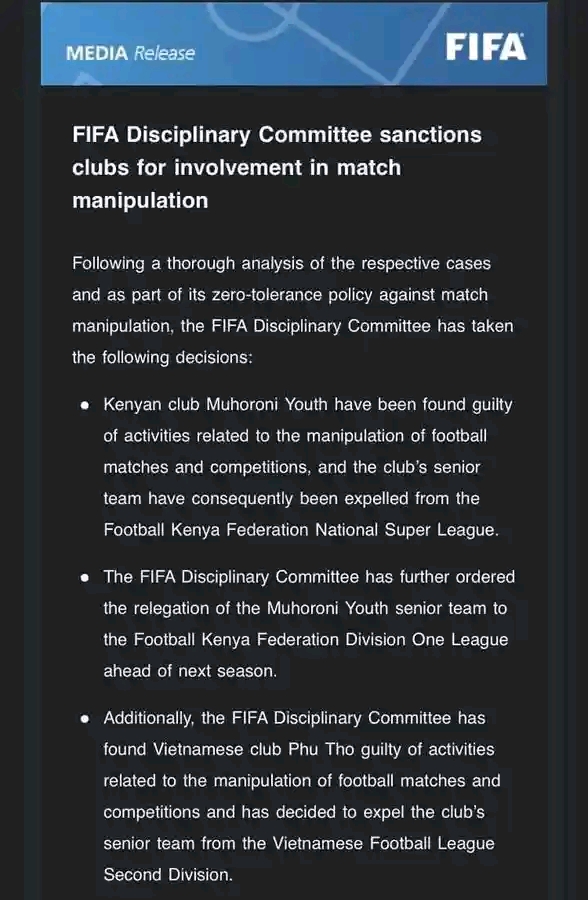 MEDIA Release
FIFA
FIFA Disciplinary Committee sanctions
clubs for involvement in match
manipulation
Following a thorough analysis of the respective cases
and as part of its zero-tolerance policy against match
manipulation, the FIFA Disciplinary Committee has taken
the following decisions:
● Kenyan club Muhoroni Youth have been found guilty
of activities related to the manipulation of football
matches and competitions, and the club's senior
team have consequently been expelled from the
Football Kenya Federation National Super League.
● The FIFA Disciplinary Committee has further ordered
the relegation of the Muhoroni Youth senior team to
the Football Kenya Federation Division One League
ahead of next season.
● Additionally, the FIFA Disciplinary Committee has
found Vietnamese club Phu Tho guilty of activities
related to the manipulation of football matches and
competitions and has decided to expel the club's
senior team from the Vietnamese Football League
Second Division.